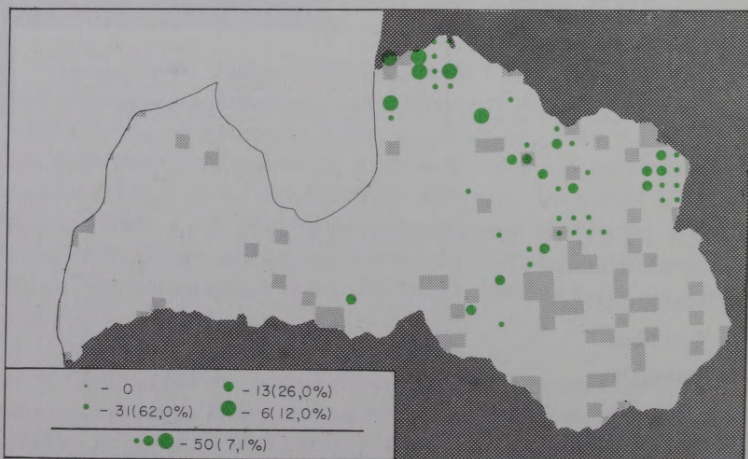 - 0 - 13(26,0%)
- 31(62,0%) - 6(12,0%)
- 50(7,1%)